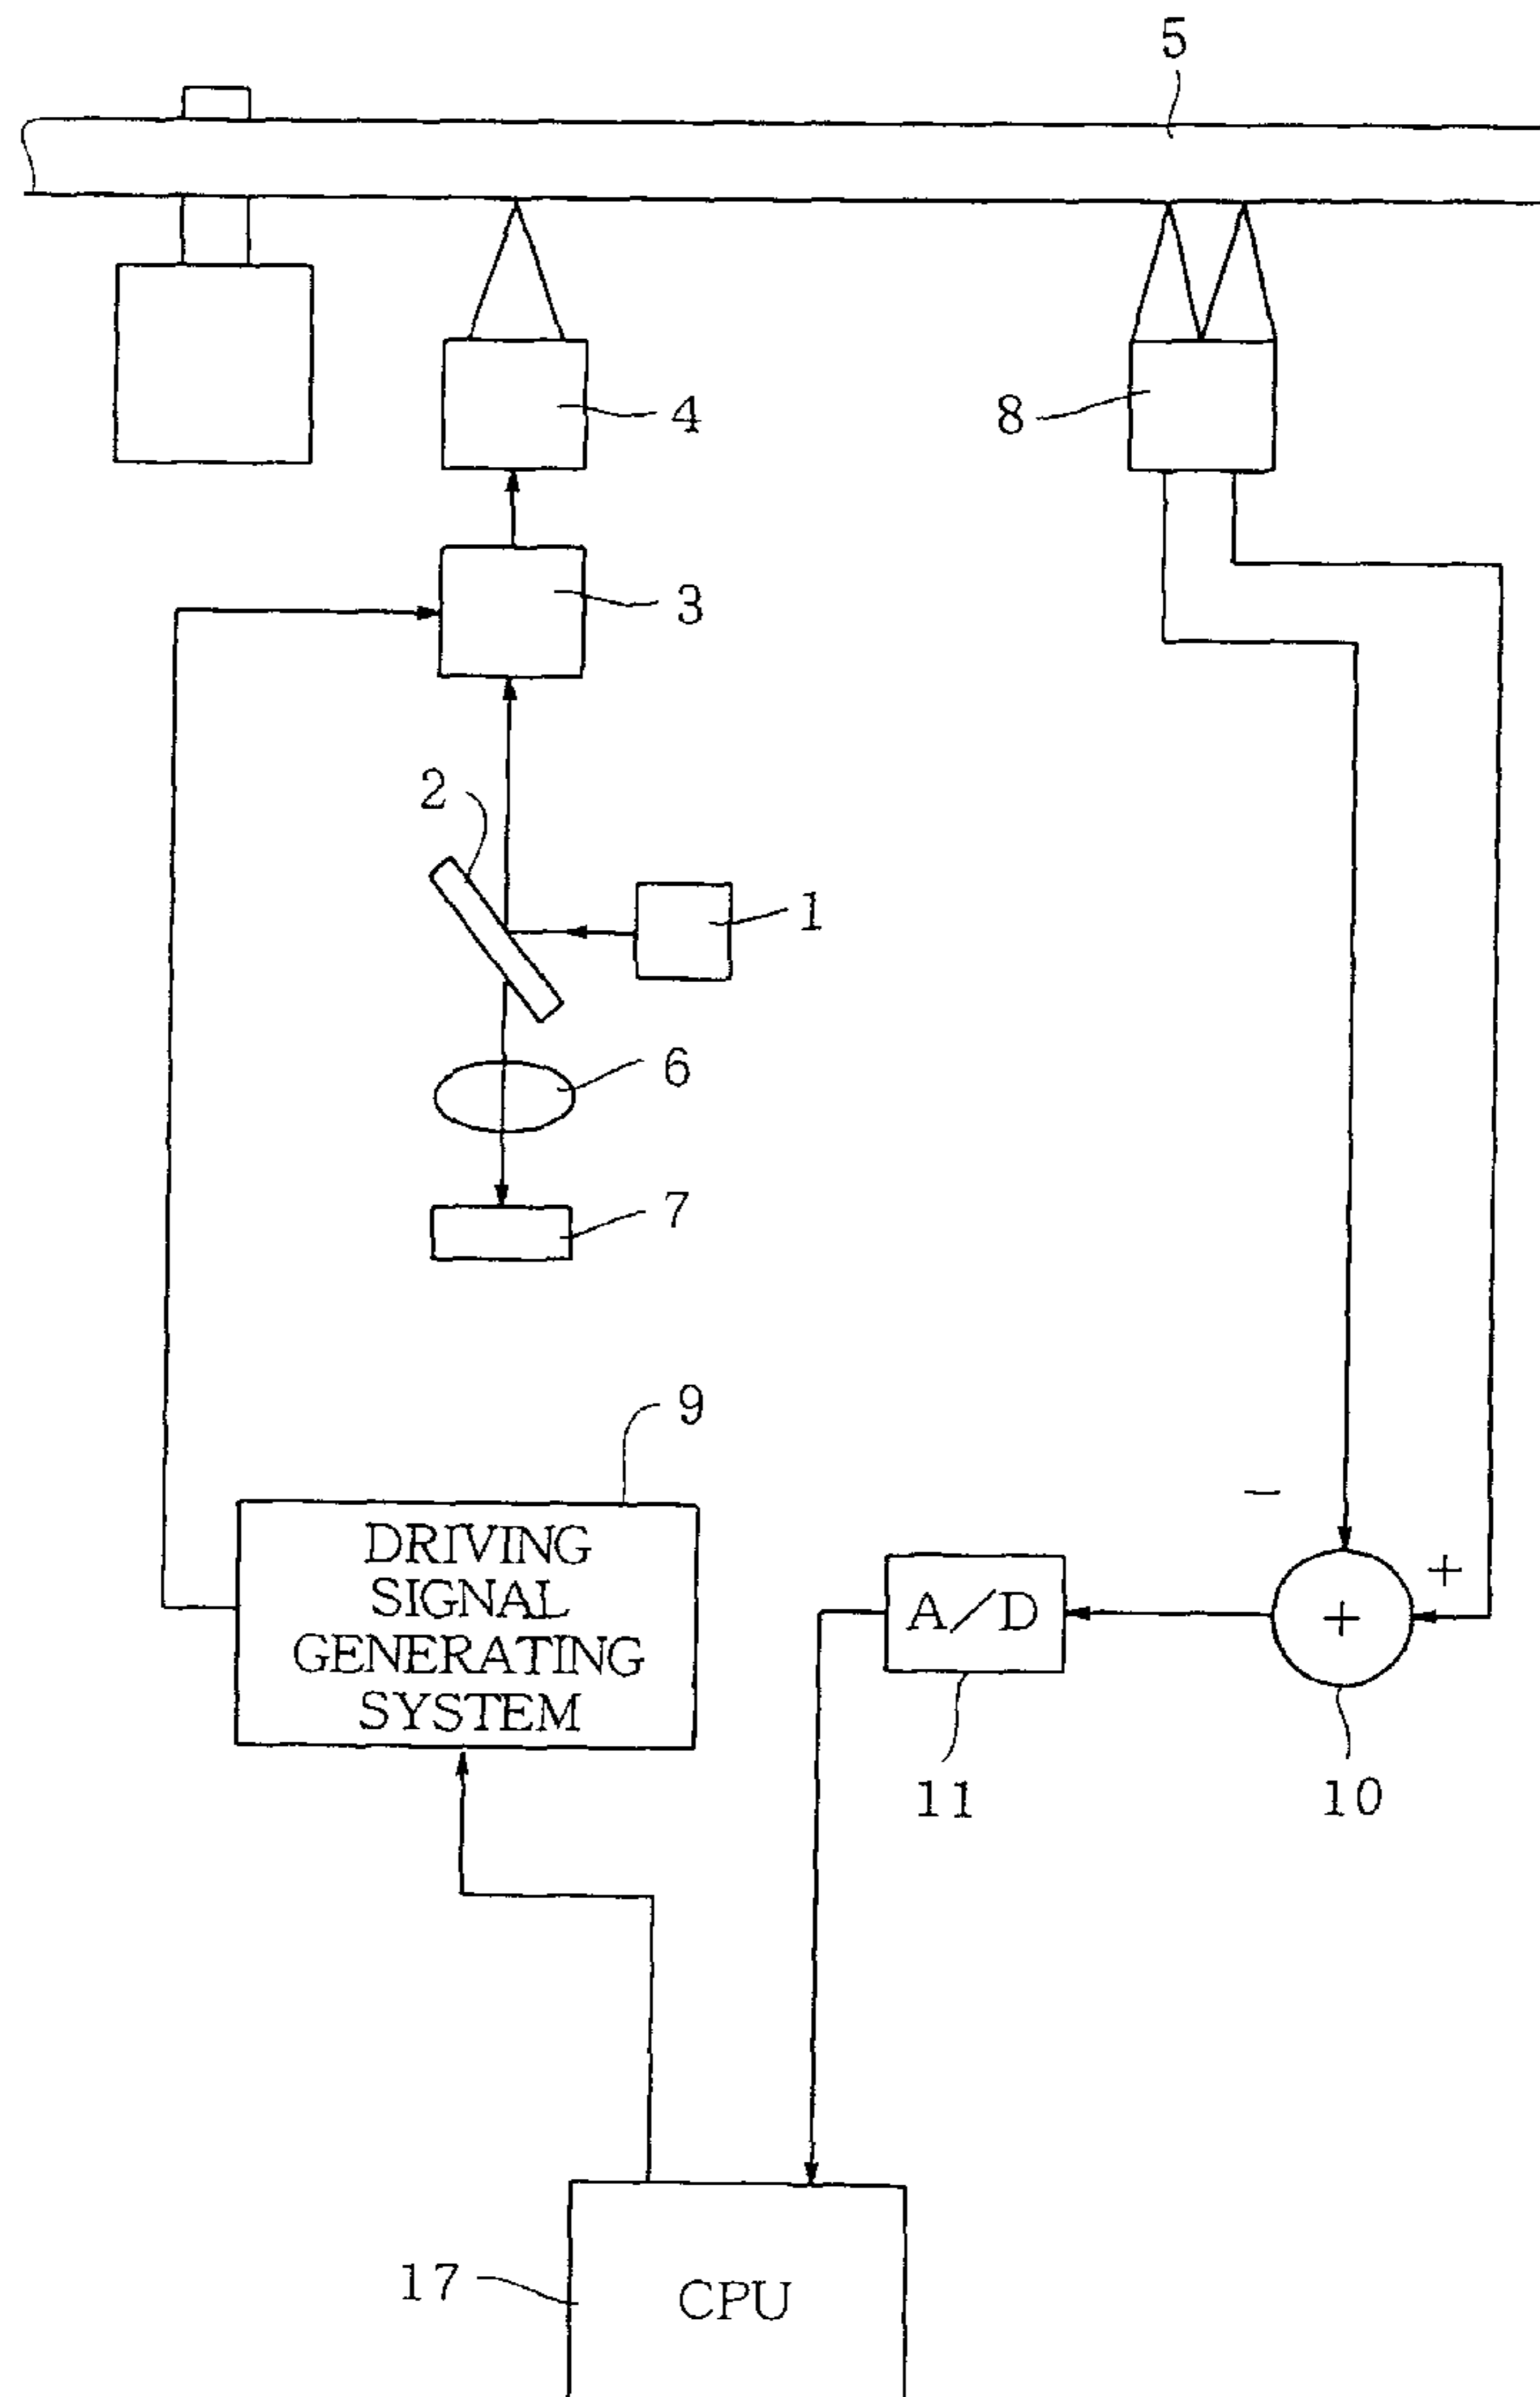 5
4
8
3
2
1
6
7
9
DRIVING
SIGNAL
GENERATING
SYSTEM
−
+
A/D
+
11
10
17
CPU